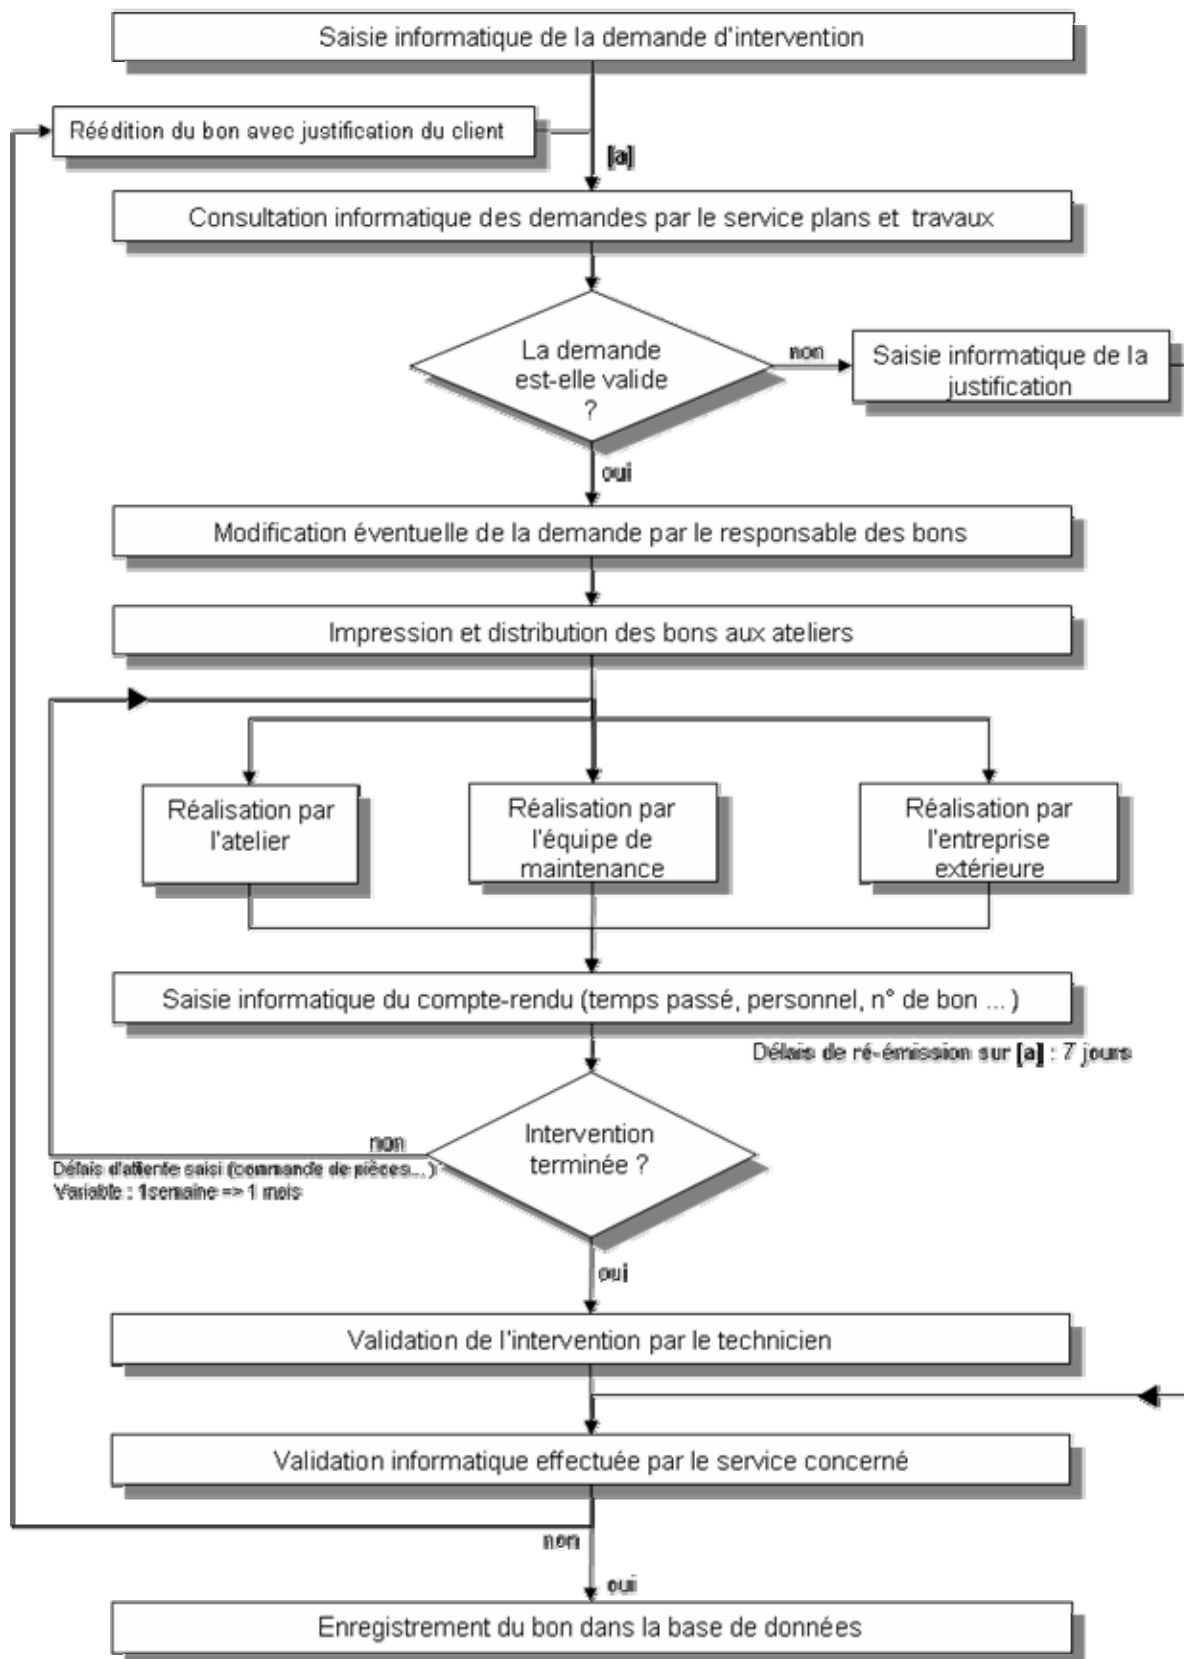 Saisie informatique de la demande d'intervention
Réédition du bon avec justification du client
[a]
Consultation informatique des demandes par le service plans et travaux
La demande
est-elle valide
?
non
Saisie informatique de la
justification
oui
Modification éventuelle de la demande par le responsable des bons
Impression et distribution des bons aux ateliers
Réalisation par
l'atelier
Réalisation par
l'équipe de
maintenance
Réalisation par
l'entreprise
extérieure
Saisie informatique du compte-rendu (temps passé, personnel, n° de bon ...)
Délais de ré-émission sur [a] : 7 jours
Intervention
terminée ?
non
Délais d'attente saisi (commande de pièces...)
Variable : 1semaine => 1 mois
oui
Validation de l'intervention par le technicien
Validation informatique effectuée par le service concerné
non
oui
Enregistrement du bon dans la base de données